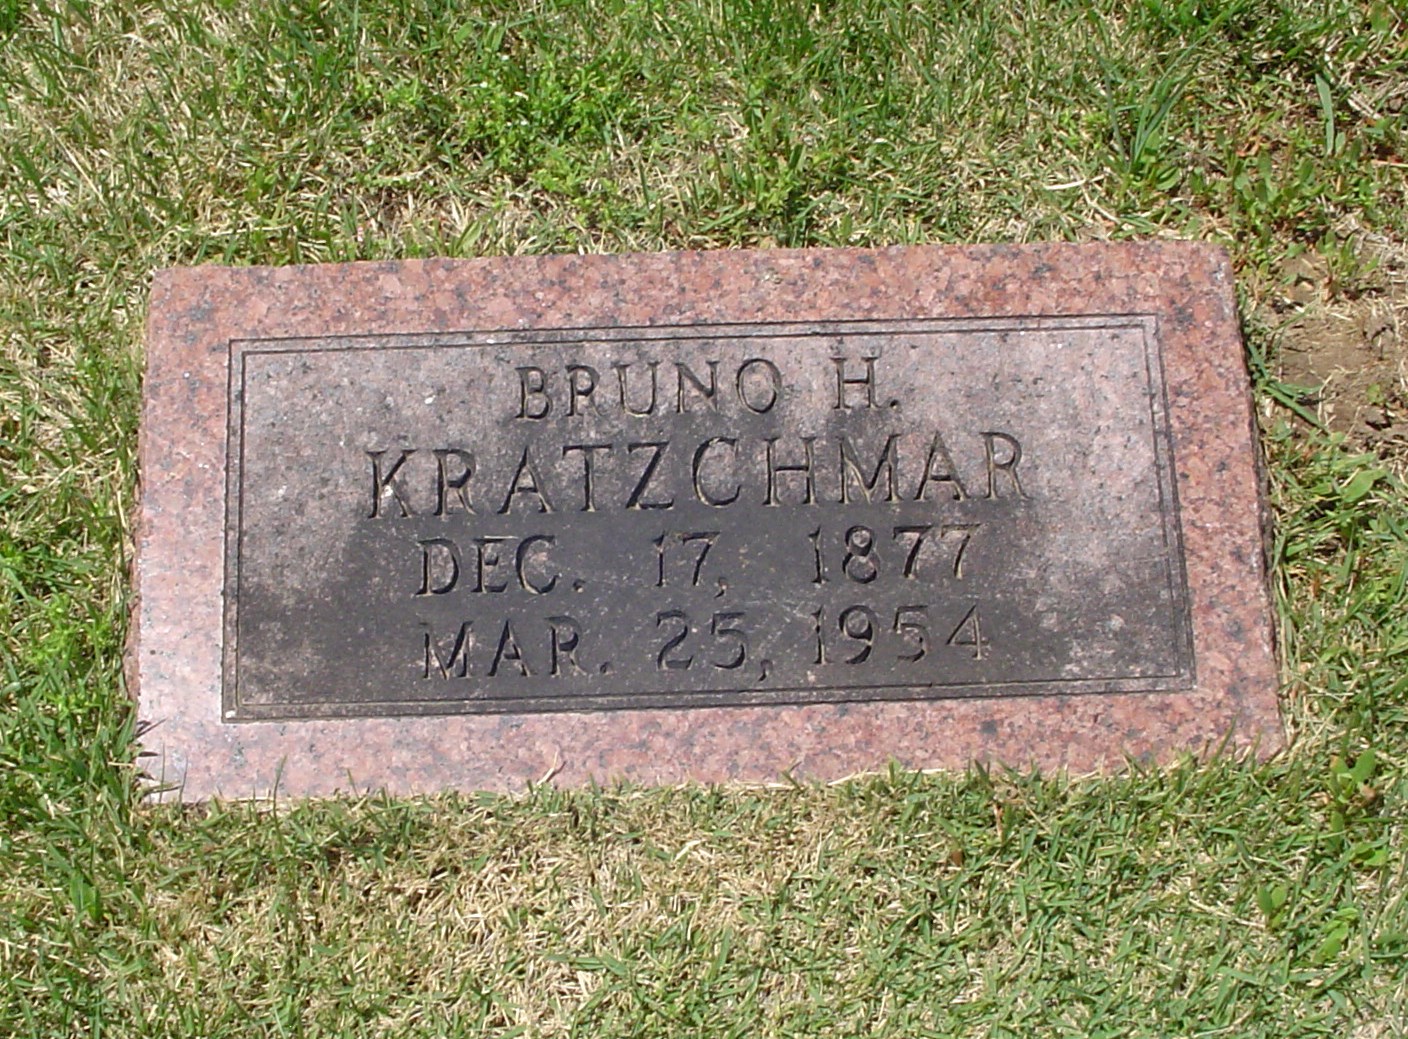 BRUNO H.
KRATZCHMAR
DEC. 17, 1877
MAR. 25, 1954